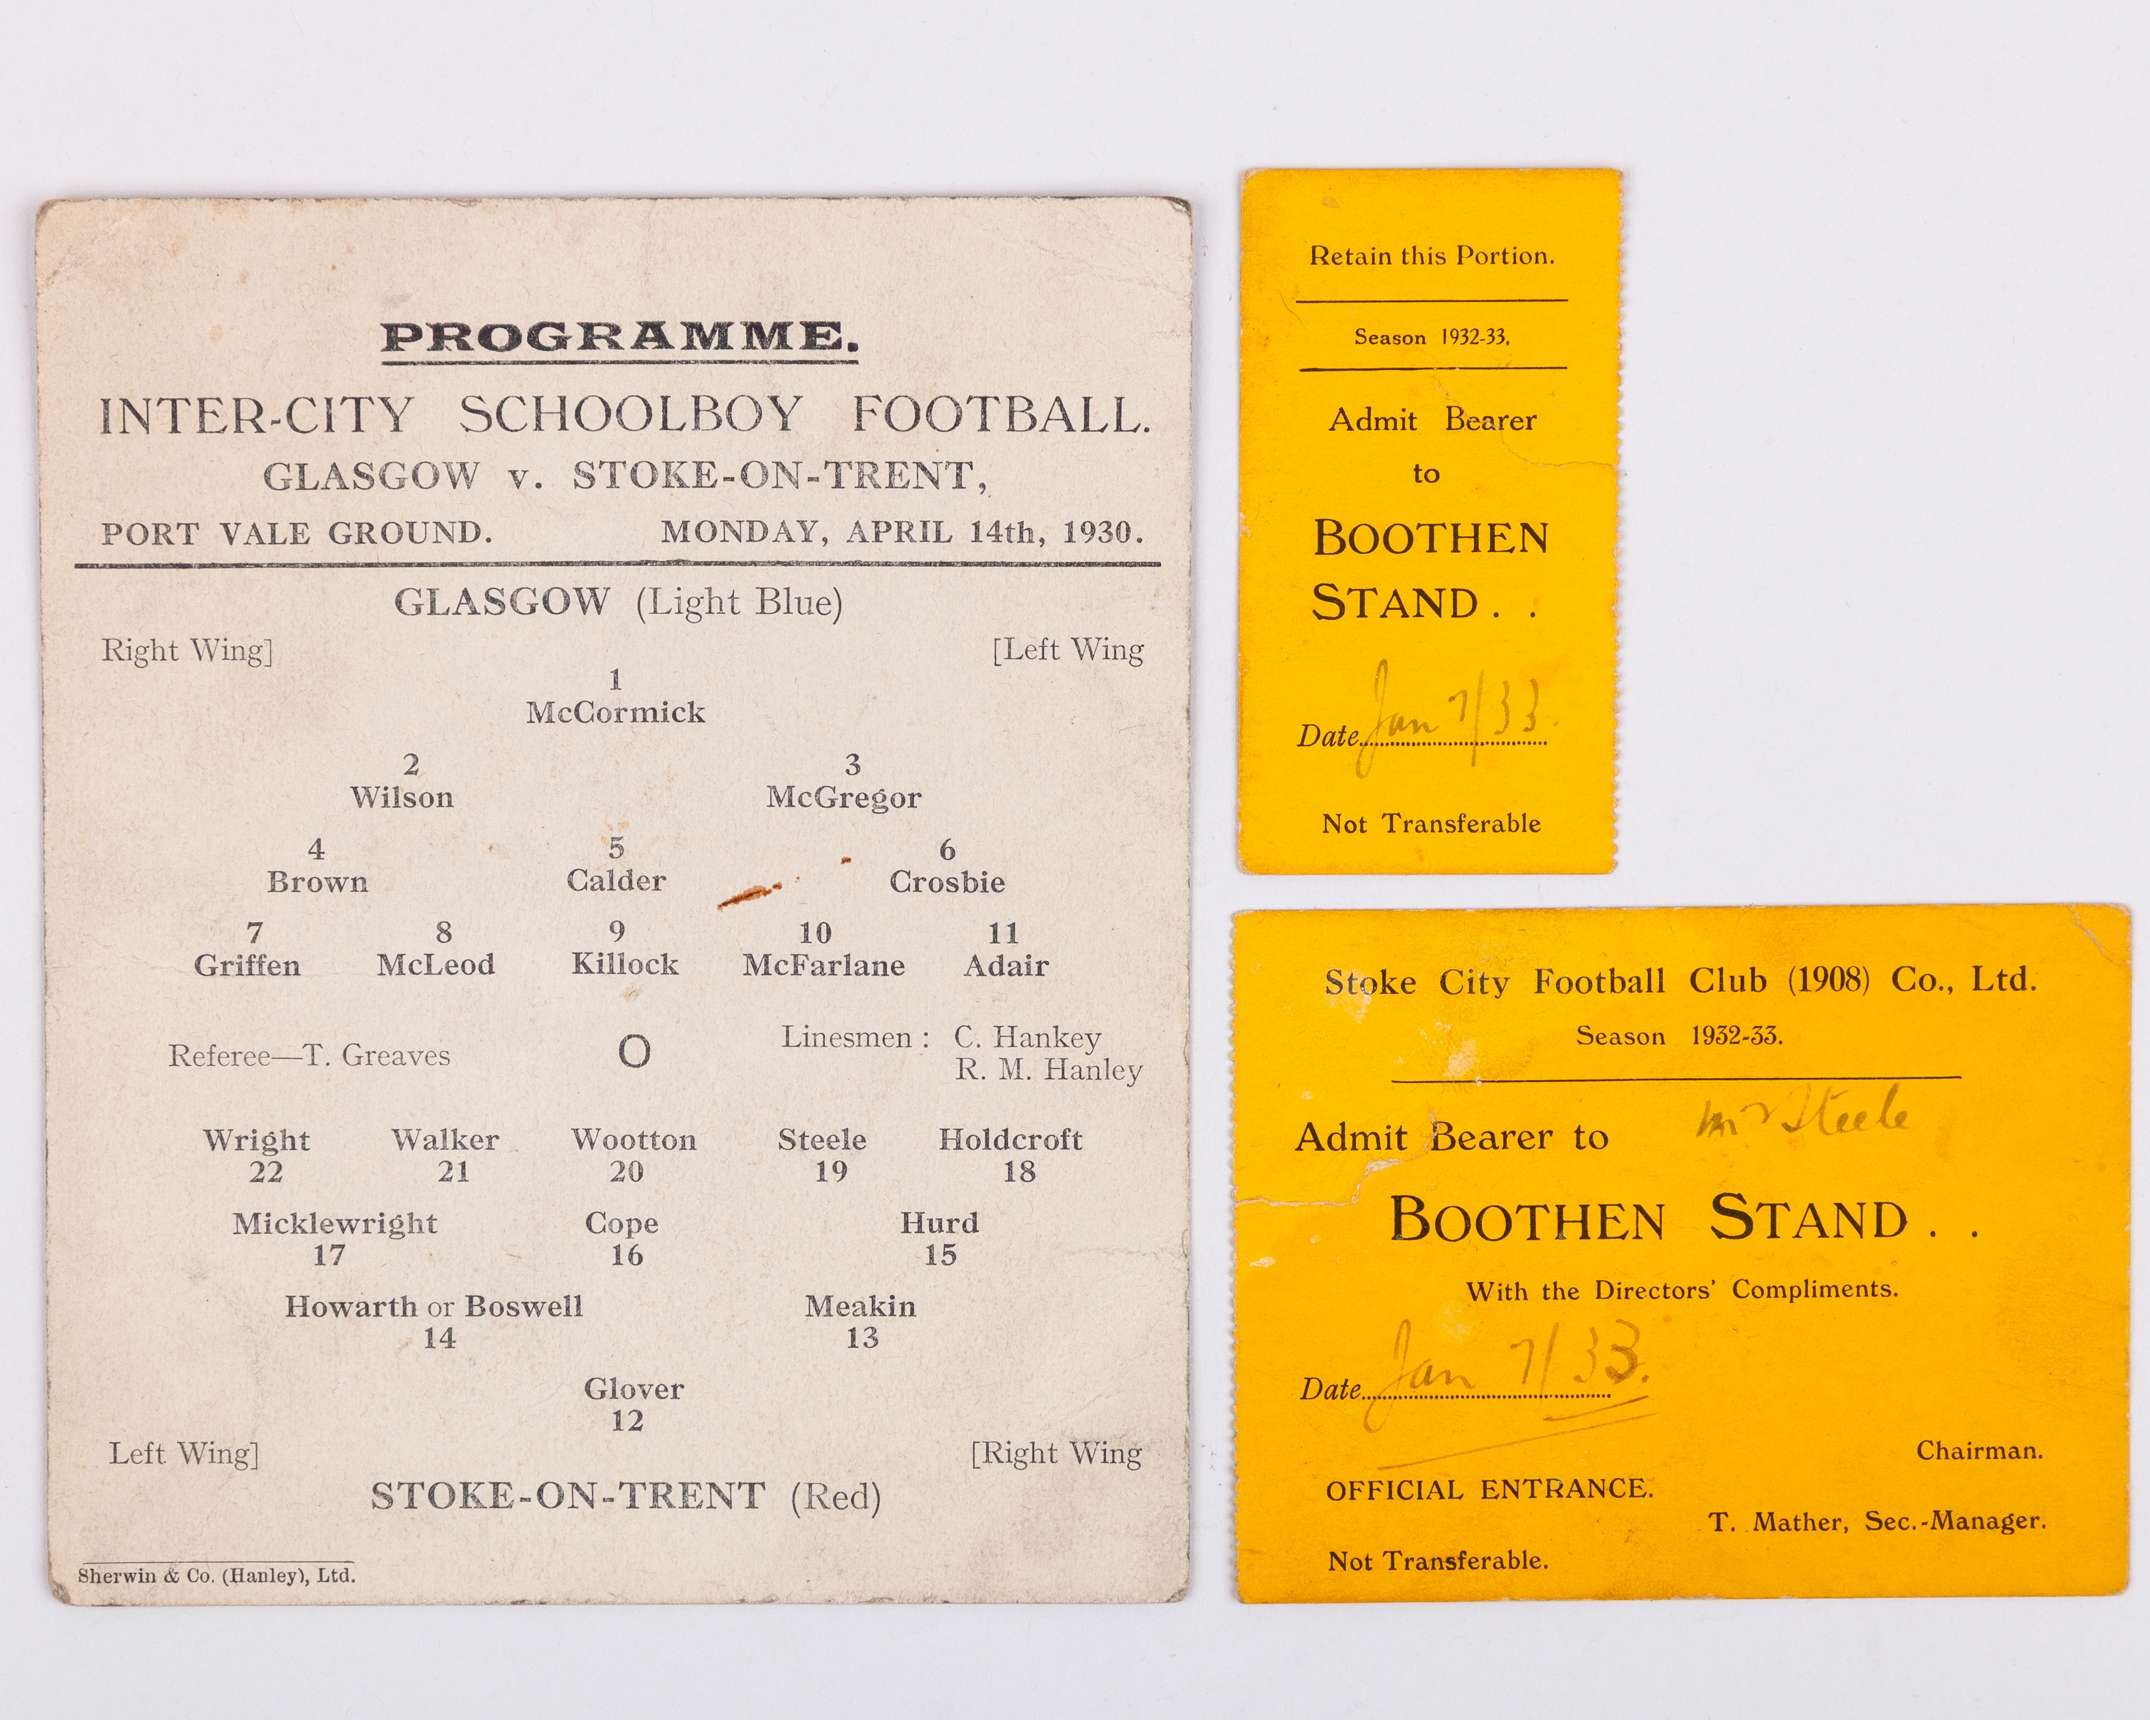 PROGRAMME.
INTER-CITY SCHOOLBOY FOOTBALL.
GLASGOW v. STOKE-ON-TRENT,
PORT VALE GROUND. MONDAY, APRIL 14th, 1930.
GLASGOW (Light Blue)
Right Wing] [Left Wing
1
McCormick
2 3
Wilson McGregor
4 5 6
Brown Calder Crosbie
7 8 9 10 11
Griffen McLeod Killock McFarlane Adair
Referee—T. Greaves O Linesmen : C. Hankey
R. M. Hanley
Wright Walker Wootton Steele Holdcroft
22 21 20 19 18
Micklewright Cope Hurd
17 16 15
Howarth or Boswell Meakin
14 13
Glover
12
Left Wing] [Right Wing
STOKE-ON-TRENT (Red)
Sherwin & Co. (Hanley), Ltd.
Retain this Portion.
Season 1932-33.
Admit Bearer
to
BOOTHEN
STAND . .
Date Jan 7/33.
Not Transferable
Stoke City Football Club (1908) Co., Ltd.
Season 1932-33.
Admit Bearer to Mr Steele
BOOTHEN STAND . .
With the Directors' Compliments.
Date Jan 7/33.
Chairman.
OFFICIAL ENTRANCE.
T. Mather, Sec.-Manager.
Not Transferable.